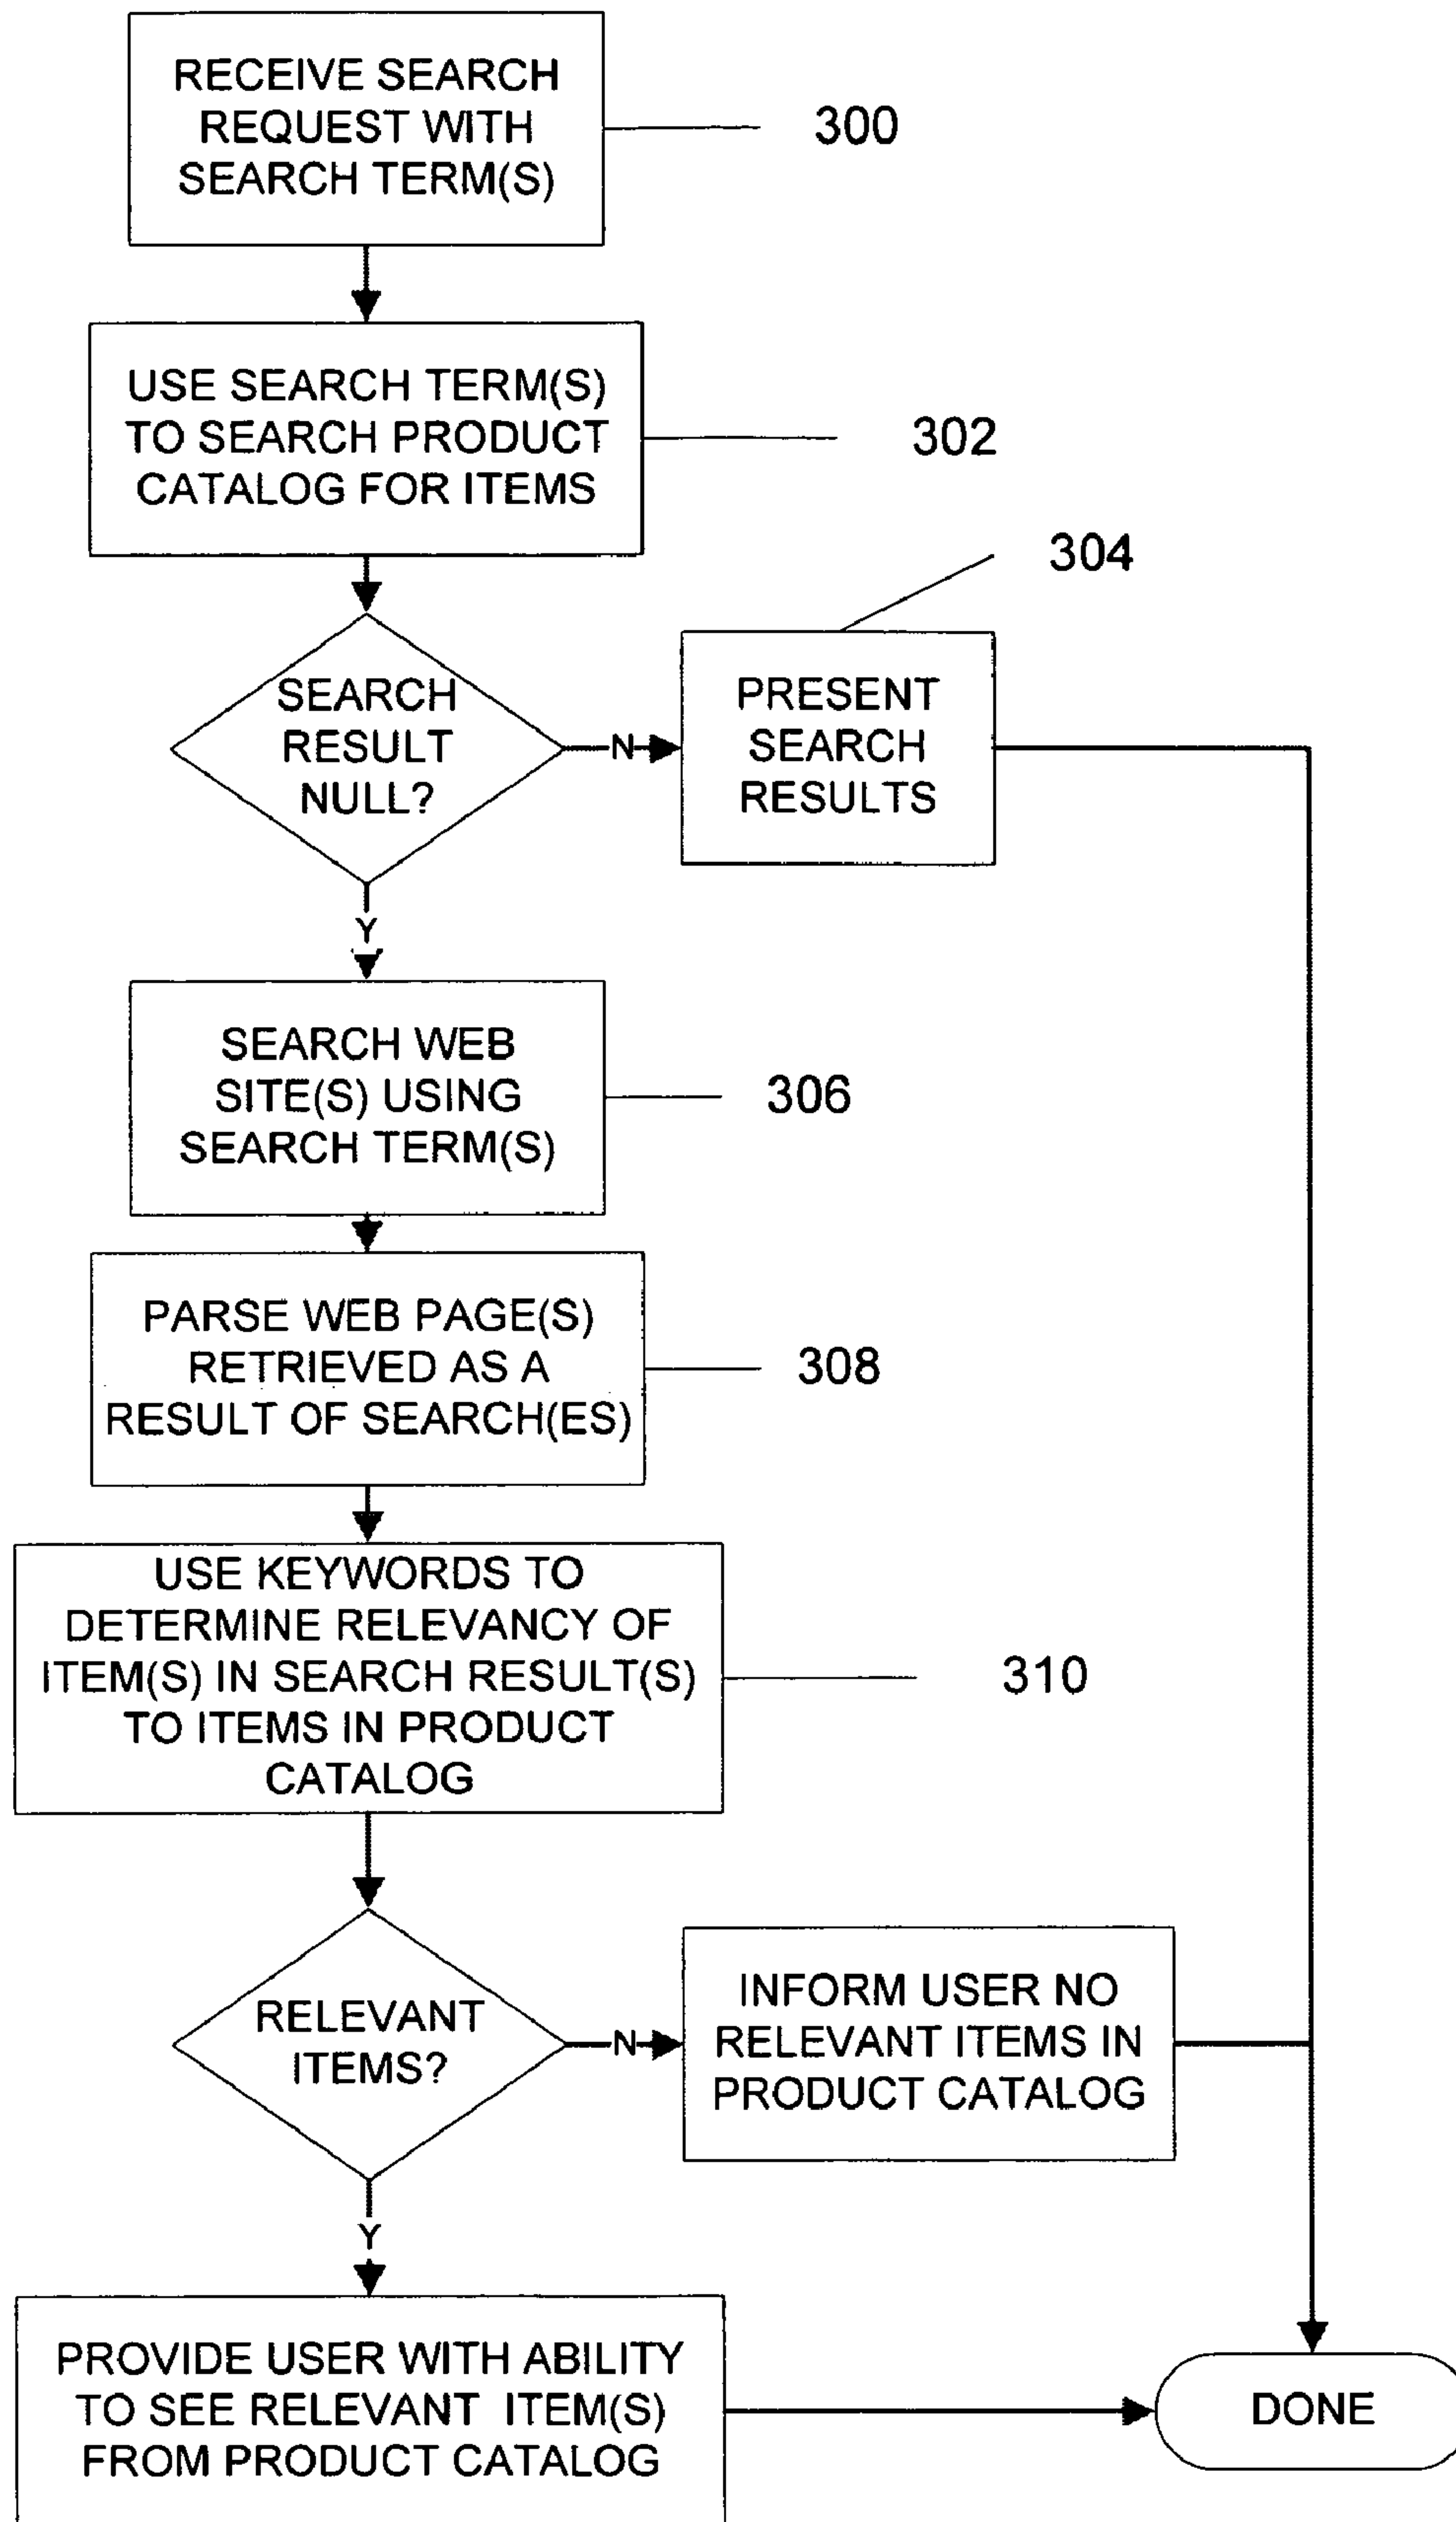 RECEIVE SEARCH
REQUEST WITH
SEARCH TERM(S)
300
USE SEARCH TERM(S)
TO SEARCH PRODUCT
CATALOG FOR ITEMS
302
304
SEARCH
RESULT
NULL?
N
PRESENT
SEARCH
RESULTS
Y
SEARCH WEB
SITE(S) USING
SEARCH TERM(S)
306
PARSE WEB PAGE(S)
RETRIEVED AS A
RESULT OF SEARCH(ES)
308
USE KEYWORDS TO
DETERMINE RELEVANCY OF
ITEM(S) IN SEARCH RESULT(S)
TO ITEMS IN PRODUCT
CATALOG
310
RELEVANT
ITEMS?
N
INFORM USER NO
RELEVANT ITEMS IN
PRODUCT CATALOG
Y
PROVIDE USER WITH ABILITY
TO SEE RELEVANT ITEM(S)
FROM PRODUCT CATALOG
DONE